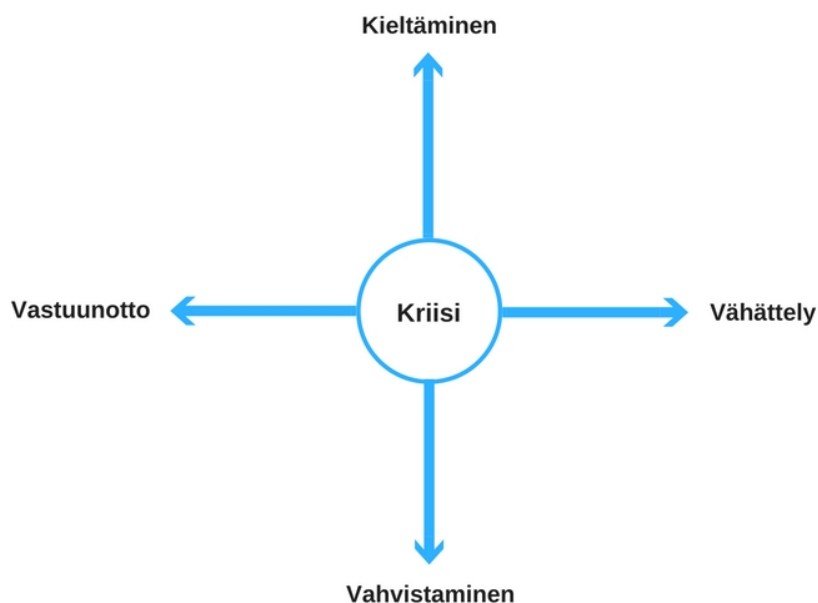 Kieltäminen
Vastuunotto
Kriisi
Vähättely
Vahvistaminen